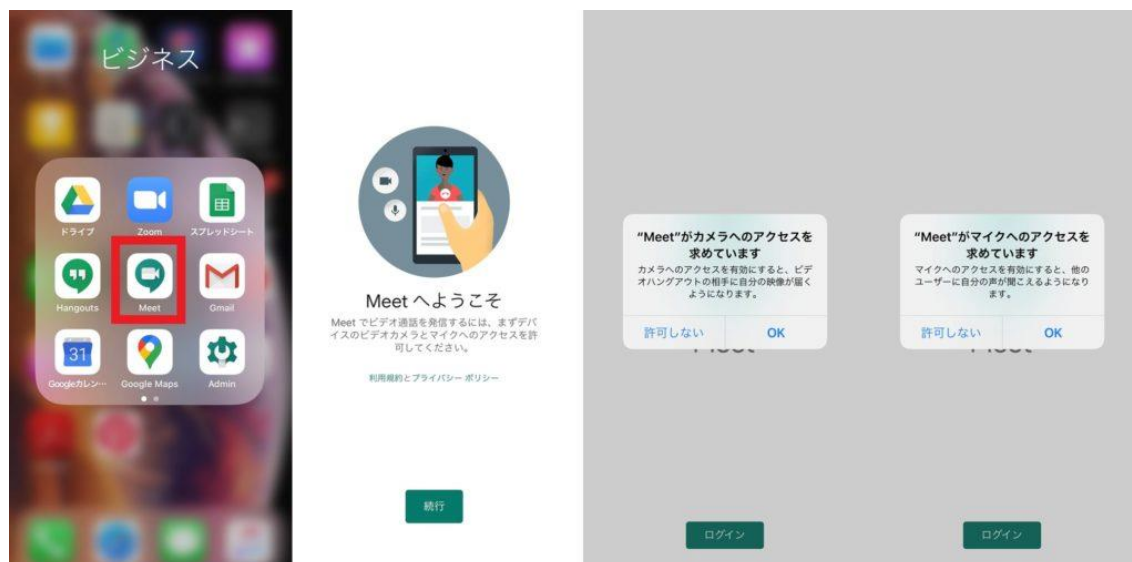 ビジネス
ドライブ
Zoom
スプレッドシート
Hangouts
Meet
Gmail
31
Googleカレン…
Google Maps
Admin
Meet へようこそ
Meet でビデオ通話を発信するには、まずデバ
イスのビデオカメラとマイクへのアクセスを許
可してください。
利用規約とプライバシー ポリシー
続行
“Meet”がカメラへのアクセスを
求めています
カメラへのアクセスを有効にすると、ビデ
オハングアウトの相手に自分の映像が届く
ようになります。
許可しない
OK
ログイン
“Meet”がマイクへのアクセスを
求めています
マイクへのアクセスを有効にすると、他の
ユーザーに自分の声が聞こえるようになり
ます。
許可しない
OK
ログイン